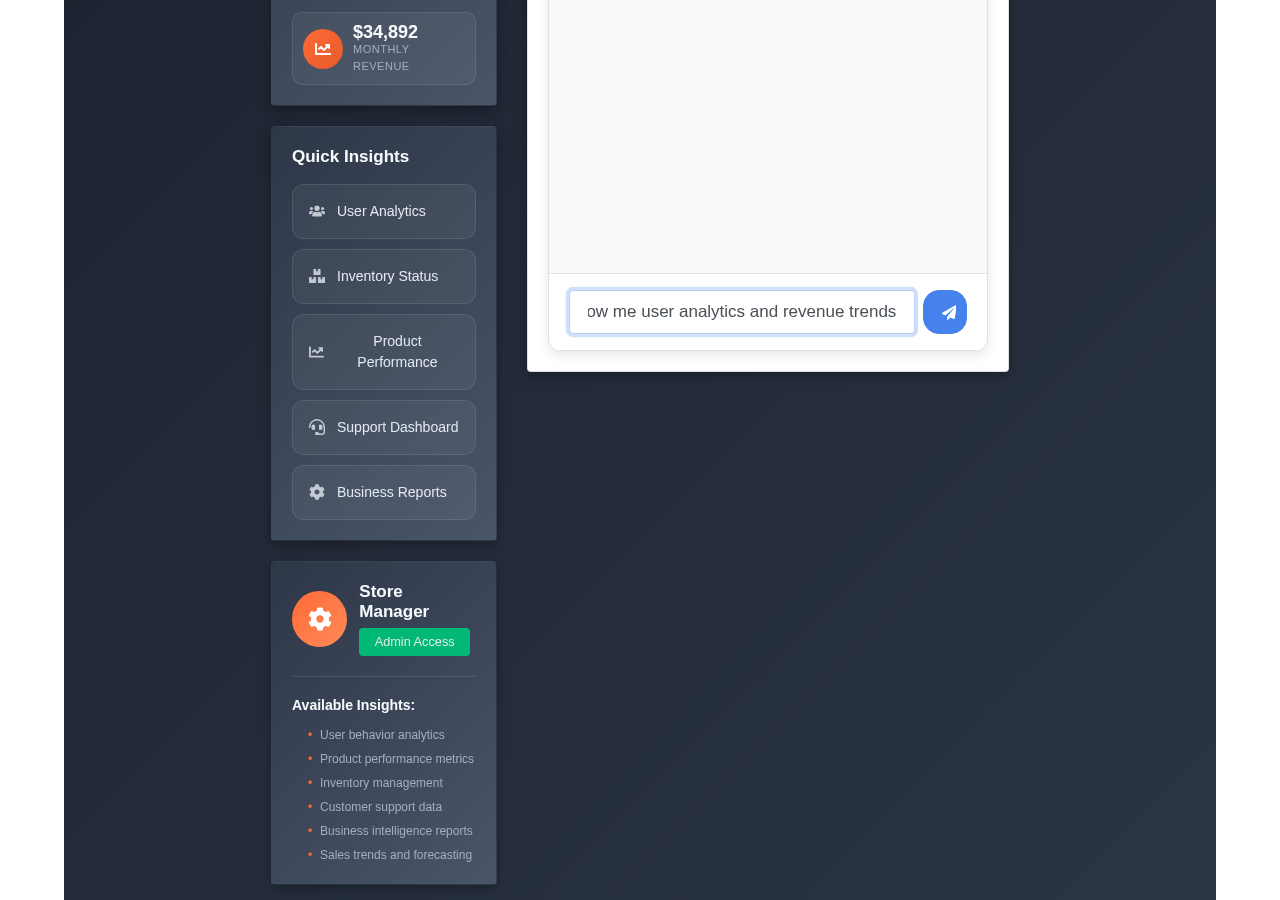 $34,892
MONTHLY
REVENUE
Quick Insights
User Analytics
Inventory Status
Product
Performance
Support Dashboard
Business Reports
Store
Manager
Admin Access
Available Insights:
• User behavior analytics
• Product performance metrics
• Inventory management
• Customer support data
• Business intelligence reports
• Sales trends and forecasting
ow me user analytics and revenue trends